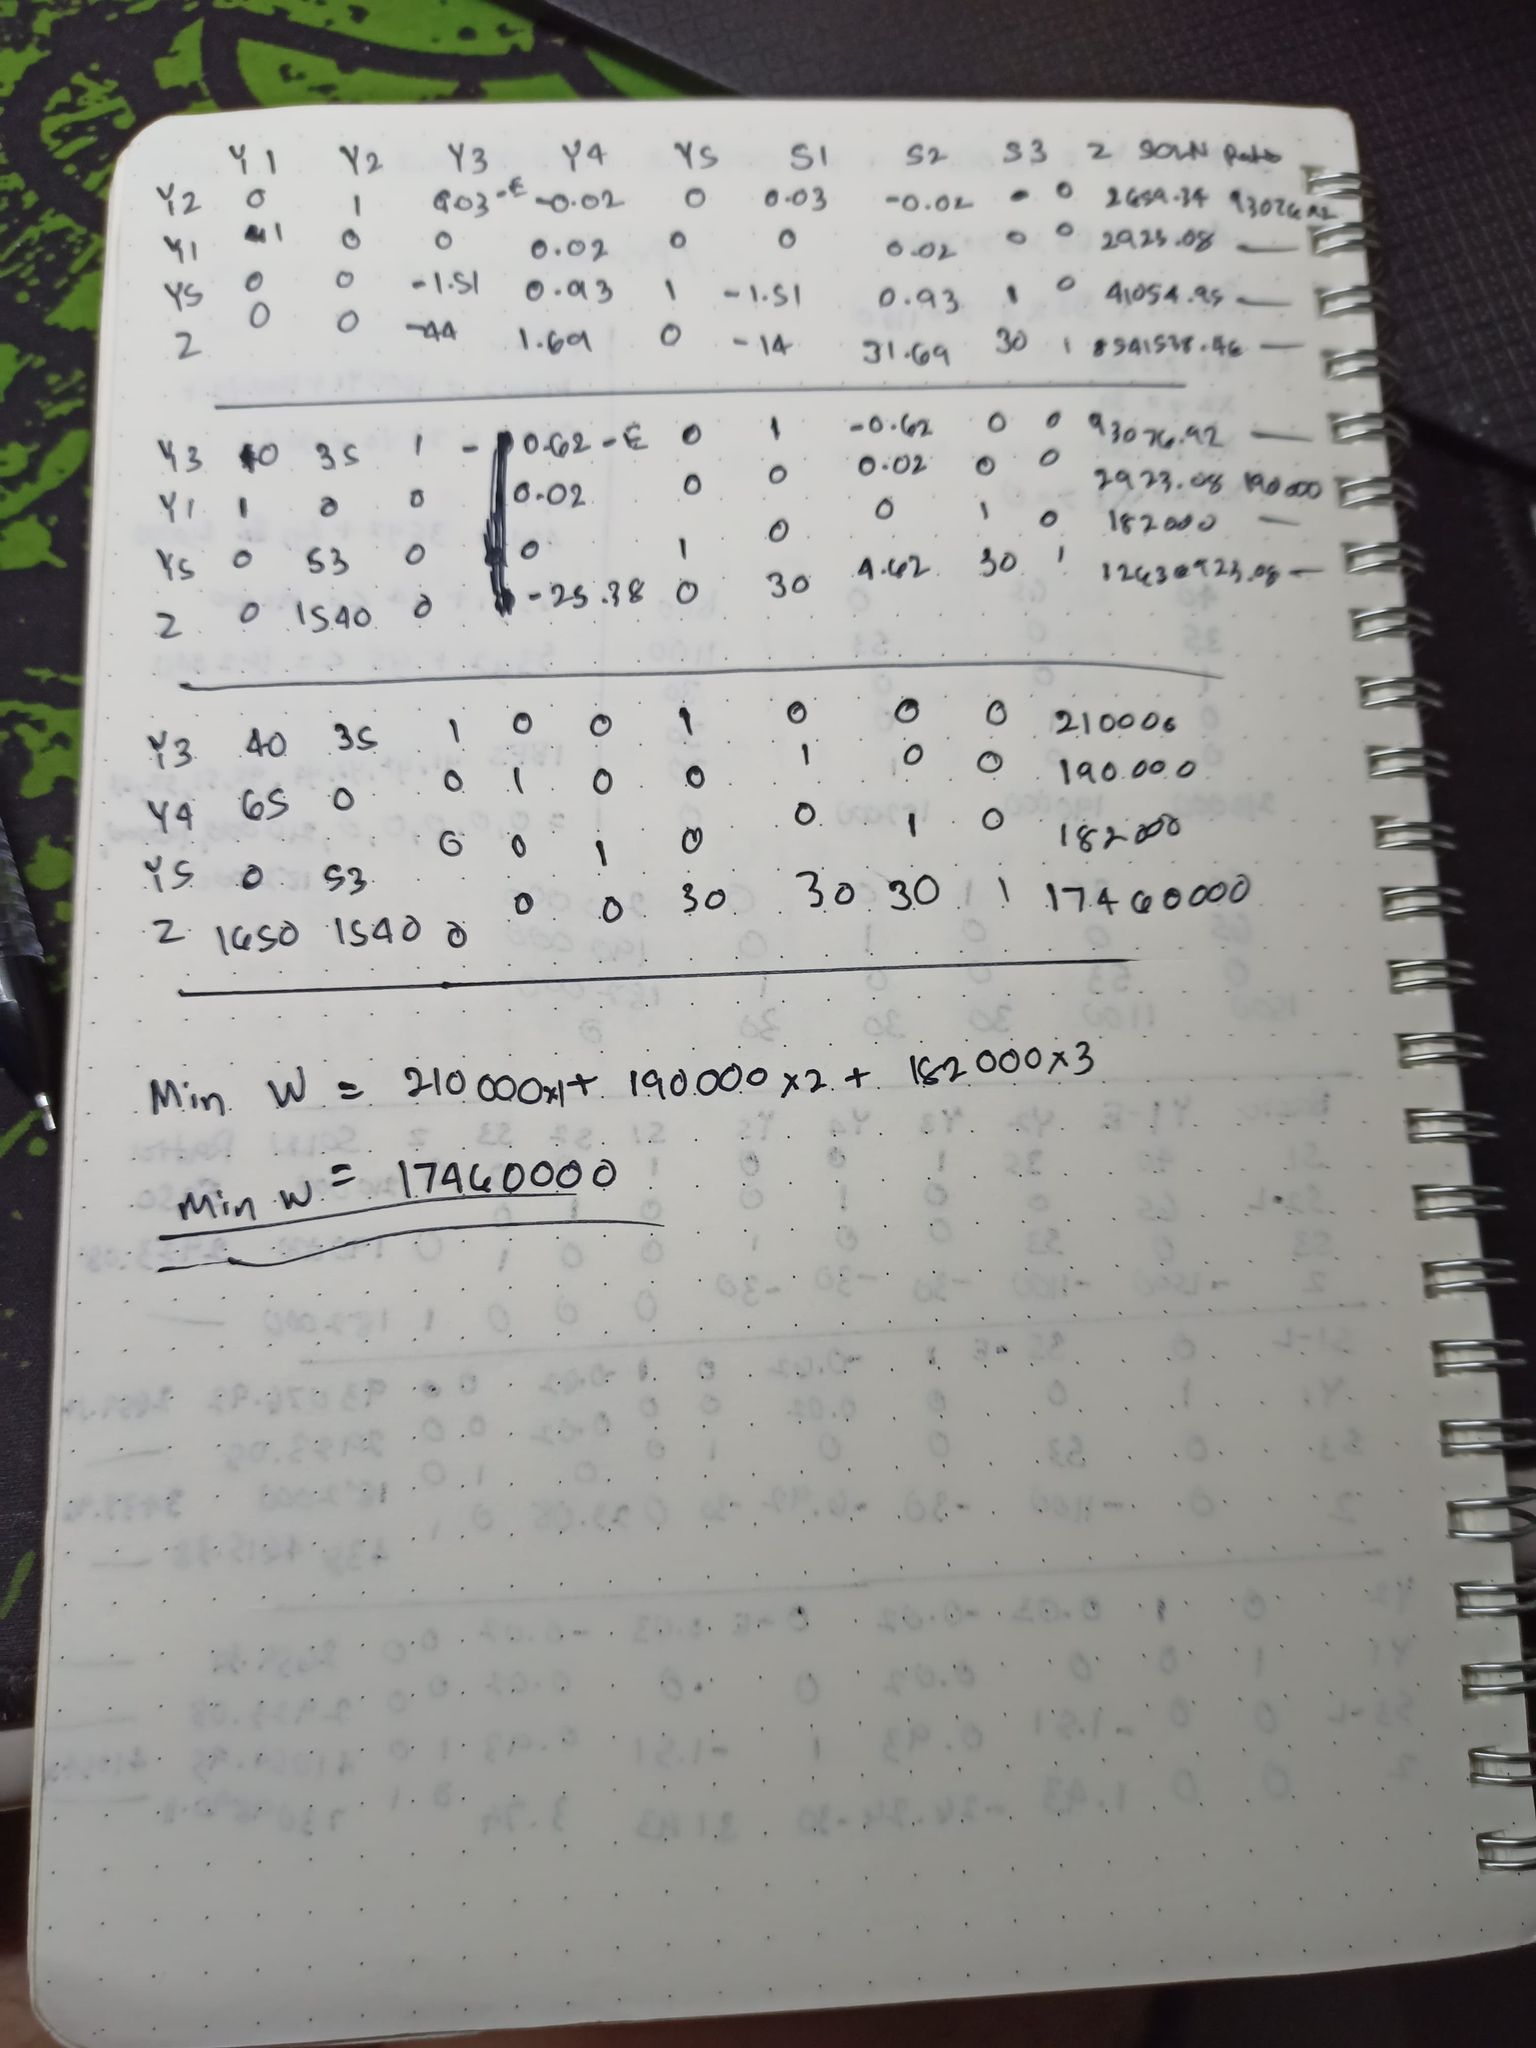 Y1 Y2 Y3 Y4 Y5 S1 S2 S3 Z SOLN Ratio
Y2 0 1 0.03-E -0.02 0 0.03 -0.02 0 0 2659.34 93076.92
Y1 1 0 0 0.02 0 0 0.02 0 0 2923.08 —
Y5 0 0 -1.51 0.93 1 -1.51 0.93 1 0 41054.95 —
Z 0 0 -44 1.69 0 -14 31.69 30 1 8541538.46 —
Y3 0 35 1 -0.62-E 0 1 -0.62 0 0 93076.92 —
Y1 1 0 0 0.02 0 0 0.02 0 0 2923.08 190000
Y5 0 53 0 0 1 0 0 1 0 182000 —
Z 0 1540 0 -25.38 0 30 4.62 30 1 12630923.08 —
Y3 40 35 1 0 0 1 0 0 0 210000
Y4 65 0 0 1 0 0 1 0 0 190000
Y5 0 53 0 0 1 0 0 1 0 182000
Z 1650 1540 0 0 0 30 30 30 1 17460000
Min W = 210000x1 + 190000x2 + 182000x3
Min W = 17460000